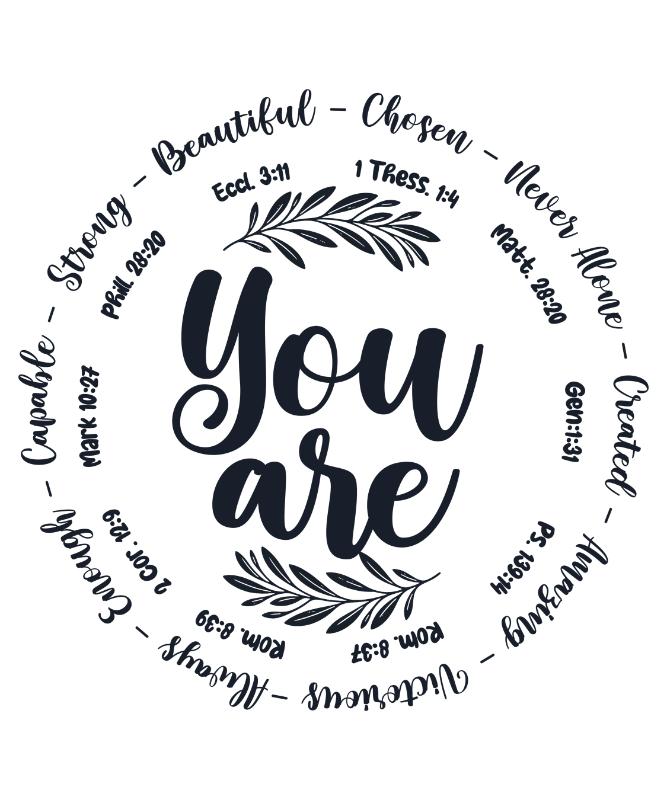 Beautiful – Chosen – Never Alone – Created – Amazing – Victorious – Always – Enough – Capable – Strong –
Eccl. 3:11
1 Thess. 1:4
Matt. 28:20
Gen:1:31
Ps. 139:14
Rom. 8:37
Rom. 8:39
2 Cor. 12:9
Mark 10:27
Phill. 28:20
You
are